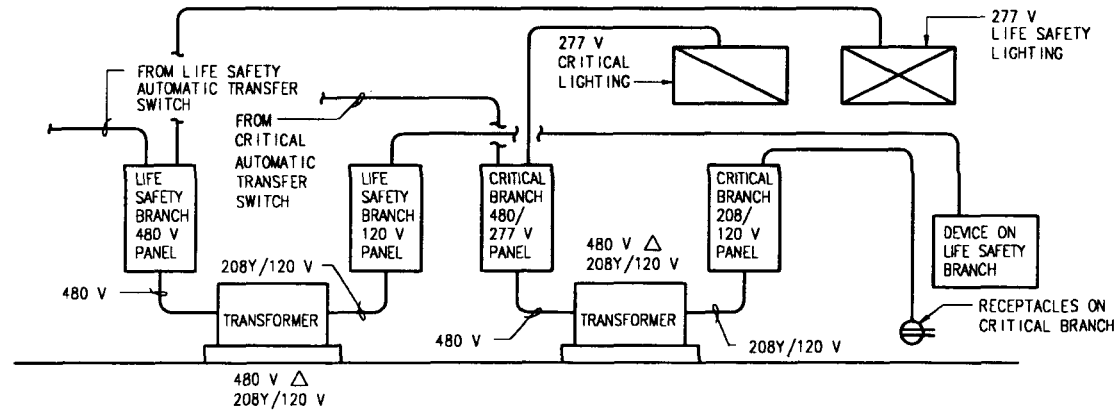 277 V
LIFE SAFETY
LIGHTING
277 V
CRITICAL
LIGHTING
FROM LIFE SAFETY
AUTOMATIC TRANSFER
SWITCH
FROM
CRITICAL
AUTOMATIC
TRANSFER
SWITCH
LIFE
SAFETY
BRANCH
480 V
PANEL
LIFE
SAFETY
BRANCH
120 V
PANEL
CRITICAL
BRANCH
480/
277 V
PANEL
CRITICAL
BRANCH
208/
120 V
PANEL
DEVICE ON
LIFE SAFETY
BRANCH
480 V △
208Y/120 V
208Y/120 V
480 V
TRANSFORMER
480 V
TRANSFORMER
208Y/120 V
RECEPTACLES ON
CRITICAL BRANCH
480 V △
208Y/120 V